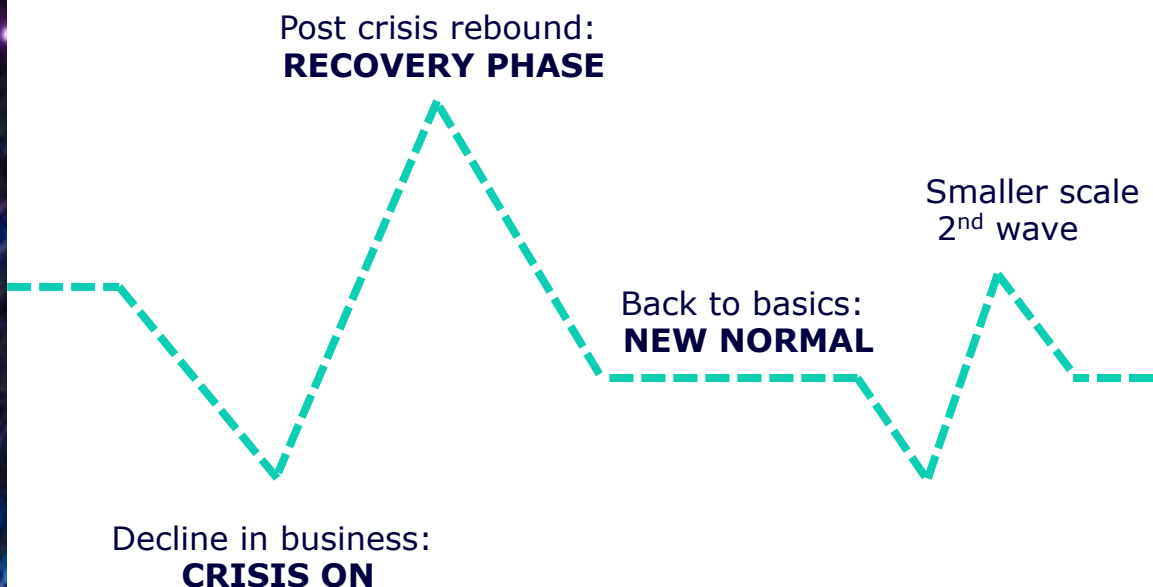 Post crisis rebound:
RECOVERY PHASE
Smaller scale
2nd wave
Back to basics:
NEW NORMAL
Decline in business:
CRISIS ON